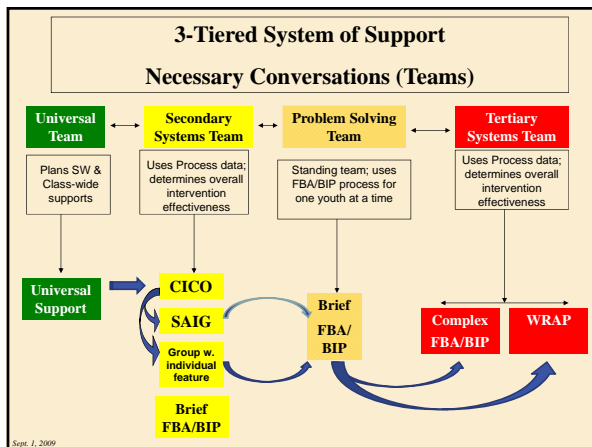 3-Tiered System of Support
Necessary Conversations (Teams)
Universal
Team
Secondary
Systems Team
Problem Solving
Team
Tertiary
Systems Team
Plans SW &
Class-wide
supports
Uses Process data;
determines overall
intervention
effectiveness
Standing team; uses
FBA/BIP process for
one youth at a time
Uses Process data;
determines overall
intervention
effectiveness
Universal
Support
CICO
SAIG
Group w.
individual
feature
Brief
FBA/BIP
Brief
FBA/
BIP
Complex
FBA/BIP
WRAP
Sept. 1, 2009